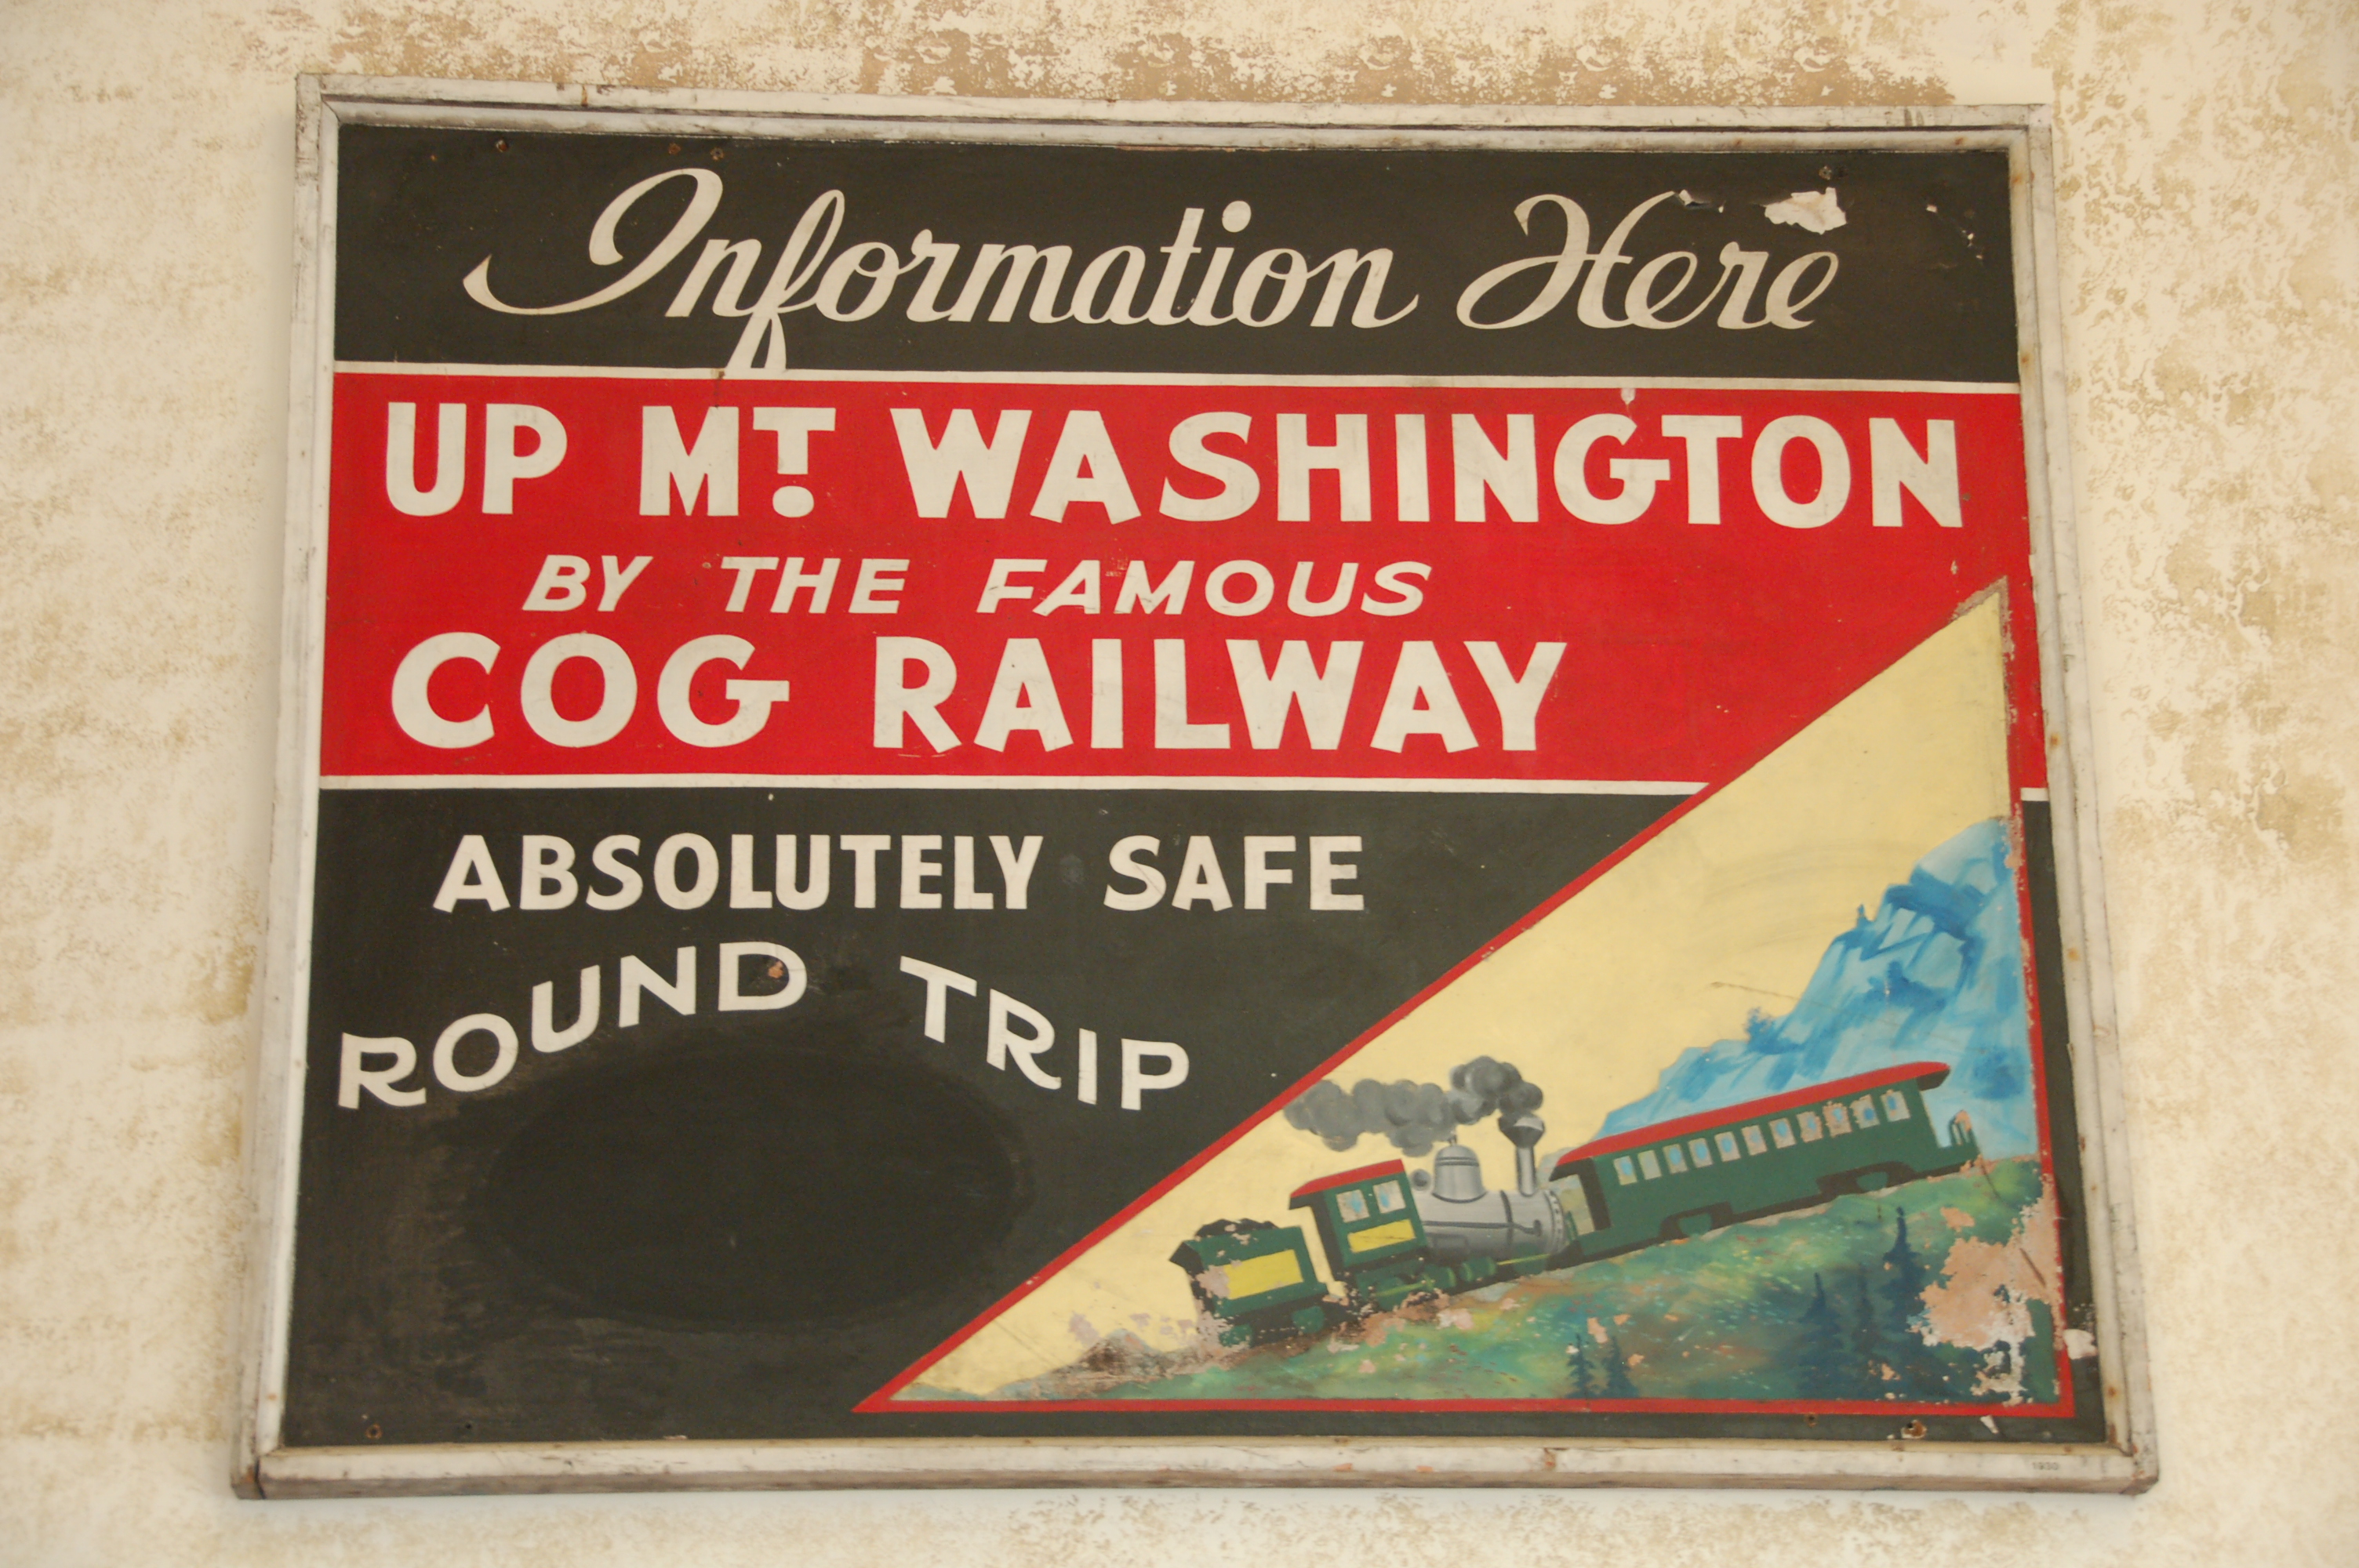 Information Here
UP MT. WASHINGTON
BY THE FAMOUS
COG RAILWAY
ABSOLUTELY SAFE
ROUND TRIP